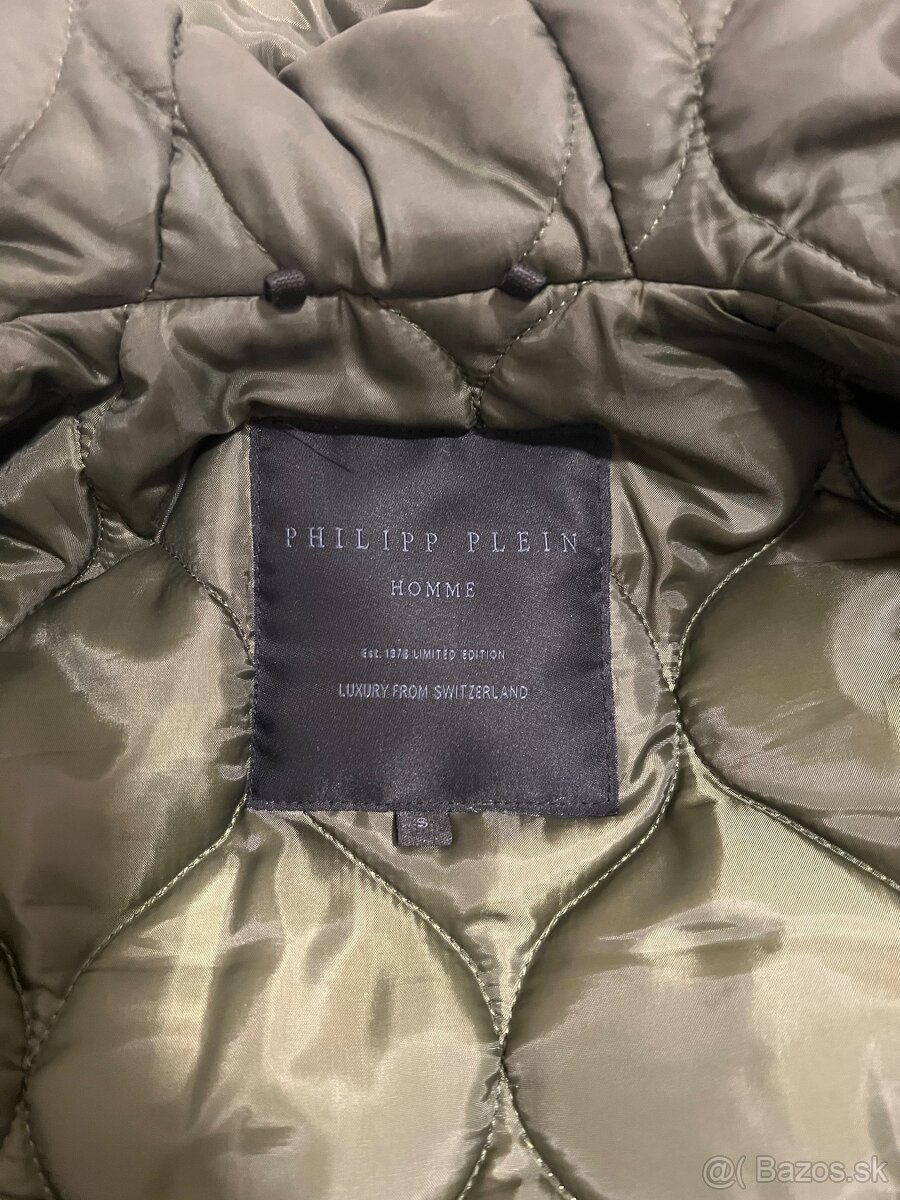 PHILIPP PLEIN
HOMME
Est. 1978 LIMITED EDITION
LUXURY FROM SWITZERLAND
S
@( Bazos.sk